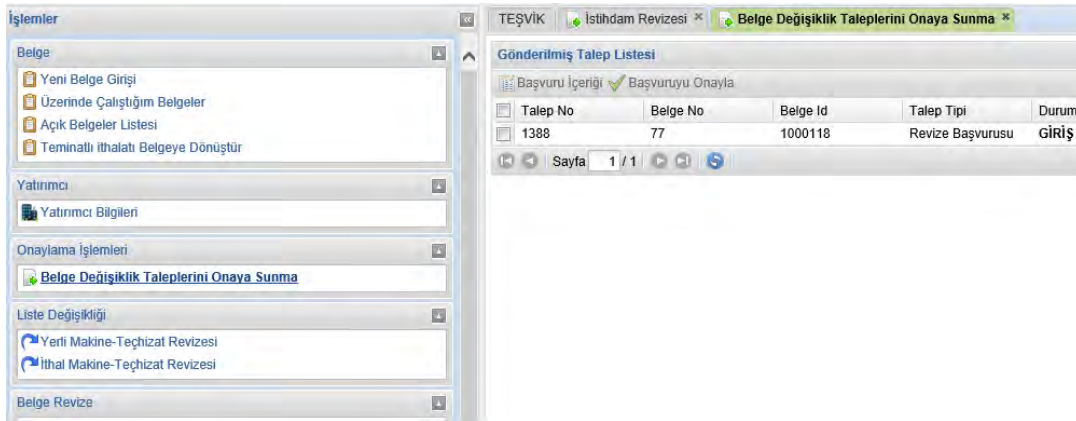 İşlemler
Belge
Yeni Belge Girişi
Üzerinde Çalıştığım Belgeler
Açık Belgeler Listesi
Teminatlı ithalatı Belgeye Dönüştür
Yatırımcı
Yatırımcı Bilgileri
Onaylama İşlemleri
Belge Değişiklik Taleplerini Onaya Sunma
Liste Değişikliği
Yerli Makine-Teçhizat Revizesi
İthal Makine-Teçhizat Revizesi
Belge Revize
TEŞVİK İstihdam Revizesi Belge Değişiklik Taleplerini Onaya Sunma
Gönderilmiş Talep Listesi
Başvuru İçeriği Başvuruyu Onayla
Talep No Belge No Belge Id Talep Tipi Durum
1388 77 1000118 Revize Başvurusu GİRİŞ
Sayfa 1 / 1